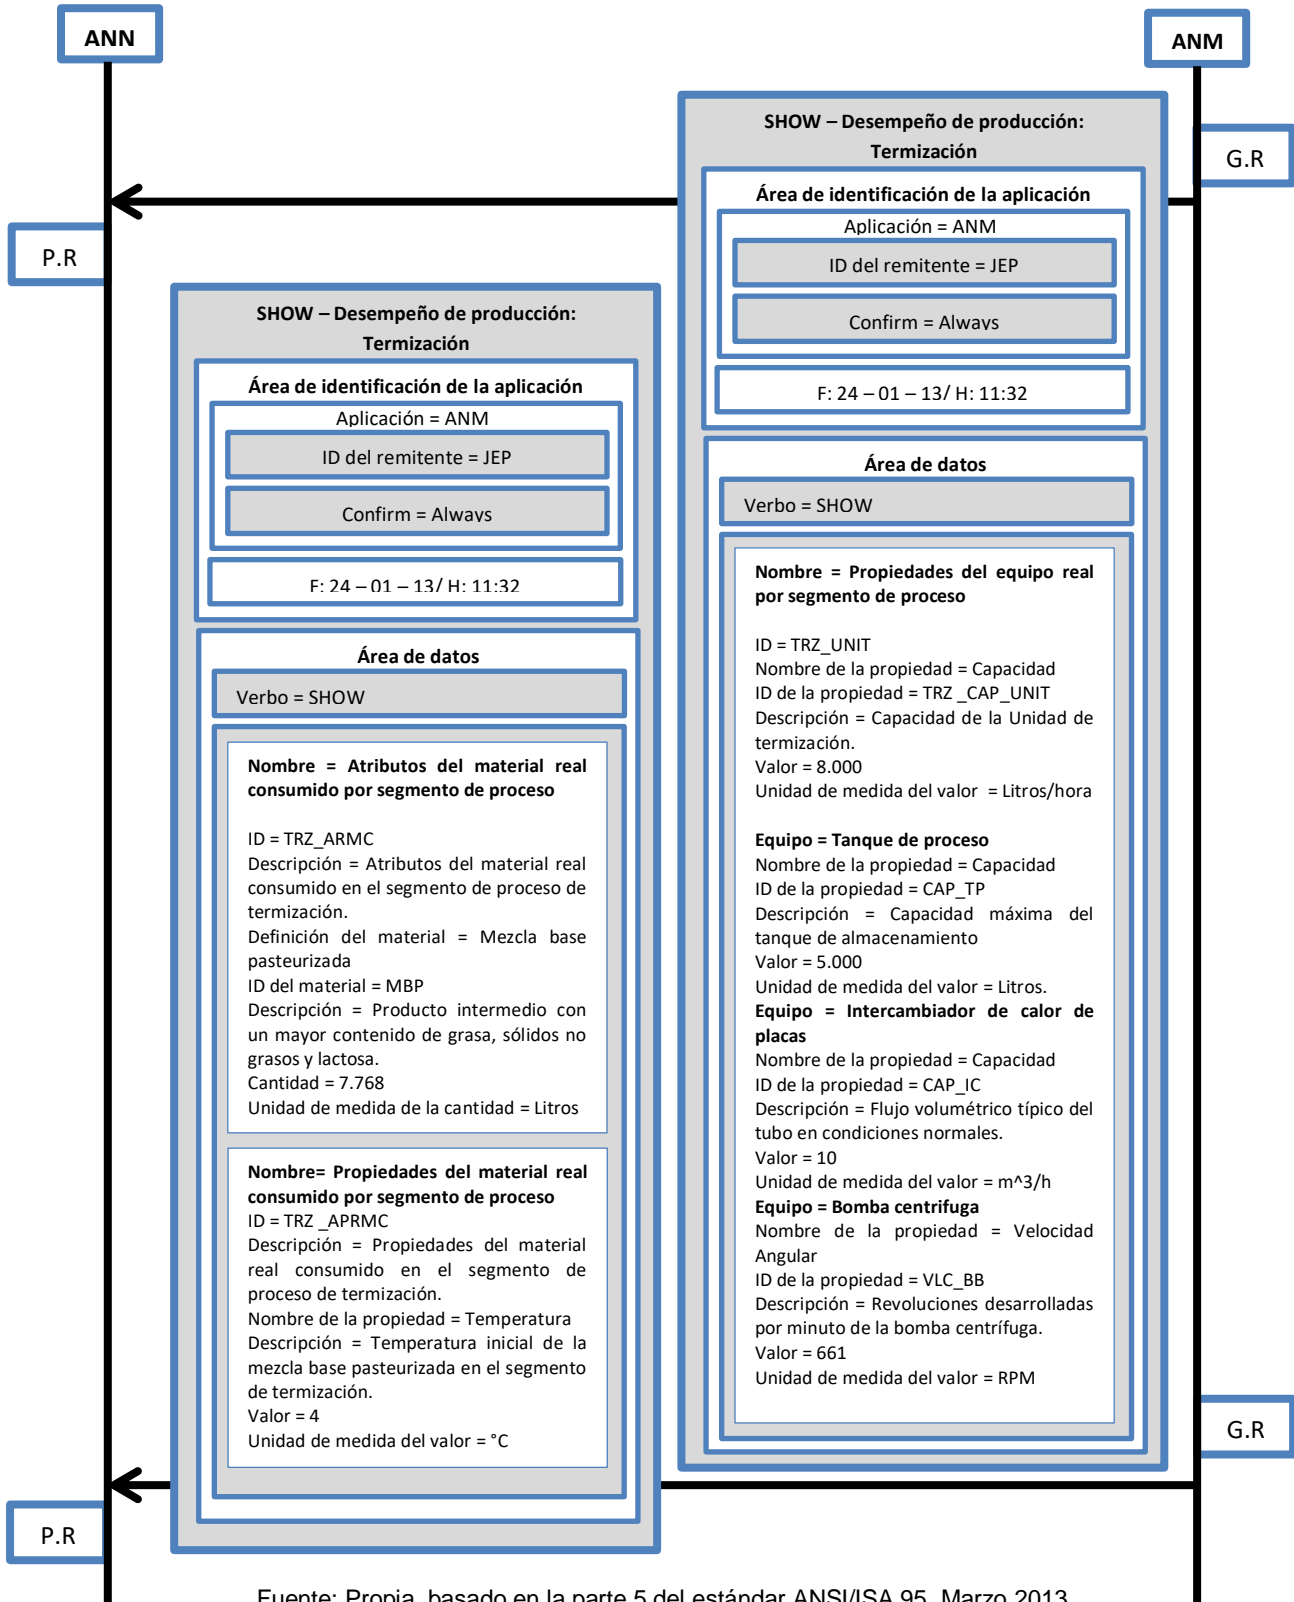 ANN
ANM
SHOW – Desempeño de producción:
Termización
G.R
Área de identificación de la aplicación
Aplicación = ANM
ID del remitente = JEP
Confirm = Always
F: 24 – 01 – 13/ H: 11:32
Área de datos
Verbo = SHOW
Nombre = Propiedades del equipo real
por segmento de proceso
ID = TRZ_UNIT
Nombre de la propiedad = Capacidad
ID de la propiedad = TRZ _CAP_UNIT
Descripción = Capacidad de la Unidad de
termización.
Valor = 8.000
Unidad de medida del valor = Litros/hora
Equipo = Tanque de proceso
Nombre de la propiedad = Capacidad
ID de la propiedad = CAP_TP
Descripción = Capacidad máxima del
tanque de almacenamiento
Valor = 5.000
Unidad de medida del valor = Litros.
Equipo = Intercambiador de calor de
placas
Nombre de la propiedad = Capacidad
ID de la propiedad = CAP_IC
Descripción = Flujo volumétrico típico del
tubo en condiciones normales.
Valor = 10
Unidad de medida del valor = m^3/h
Equipo = Bomba centrifuga
Nombre de la propiedad = Velocidad
Angular
ID de la propiedad = VLC_BB
Descripción = Revoluciones desarrolladas
por minuto de la bomba centrífuga.
Valor = 661
Unidad de medida del valor = RPM
P.R
SHOW – Desempeño de producción:
Termización
Área de identificación de la aplicación
Aplicación = ANM
ID del remitente = JEP
Confirm = Always
F: 24 – 01 – 13/ H: 11:32
Área de datos
Verbo = SHOW
Nombre = Atributos del material real
consumido por segmento de proceso
ID = TRZ_ARMC
Descripción = Atributos del material real
consumido en el segmento de proceso de
termización.
Definición del material = Mezcla base
pasteurizada
ID del material = MBP
Descripción = Producto intermedio con
un mayor contenido de grasa, sólidos no
grasos y lactosa.
Cantidad = 7.768
Unidad de medida de la cantidad = Litros
Nombre= Propiedades del material real
consumido por segmento de proceso
ID = TRZ _APRMC
Descripción = Propiedades del material
real consumido en el segmento de
proceso de termización.
Nombre de la propiedad = Temperatura
Descripción = Temperatura inicial de la
mezcla base pasteurizada en el segmento
de termización.
Valor = 4
Unidad de medida del valor = °C
G.R
P.R
Fuente: Propia, basado en la parte 5 del estándar ANSI/ISA 95. Marzo 2013